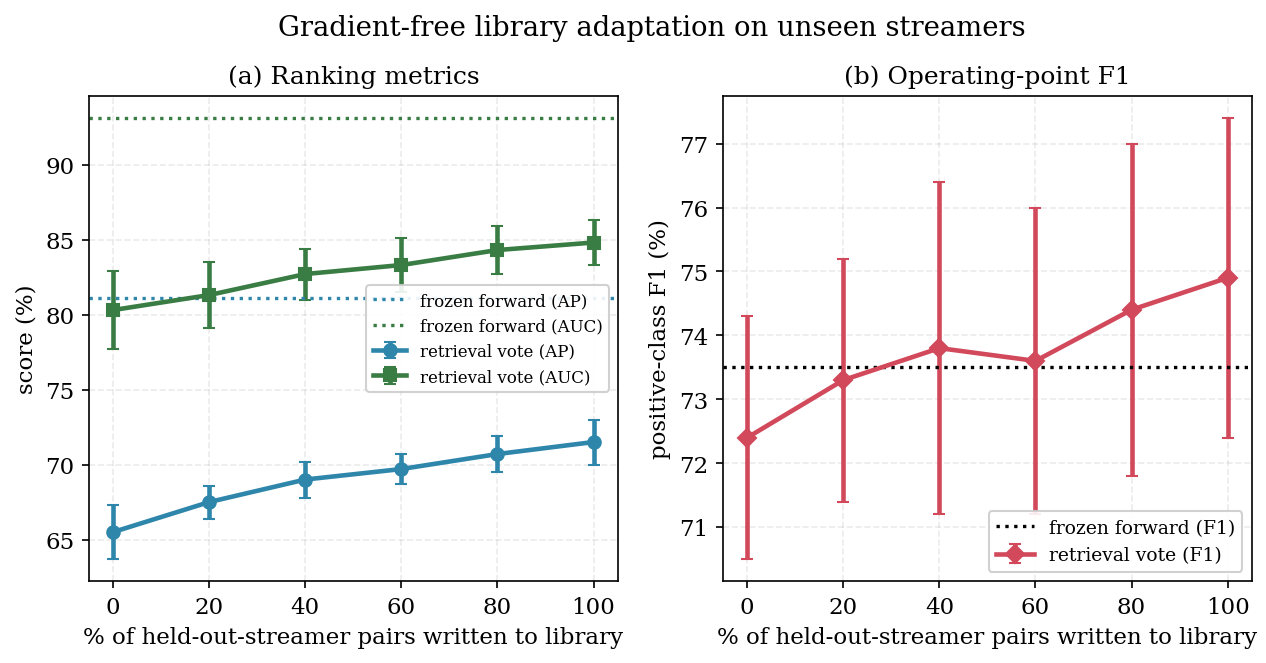 Gradient-free library adaptation on unseen streamers
(a) Ranking metrics
score (%)
90
85
80
75
70
65
frozen forward (AP)
frozen forward (AUC)
retrieval vote (AP)
retrieval vote (AUC)
0 20 40 60 80 100
% of held-out-streamer pairs written to library
(b) Operating-point F1
positive-class F1 (%)
77
76
75
74
73
72
71
frozen forward (F1)
retrieval vote (F1)
0 20 40 60 80 100
% of held-out-streamer pairs written to library